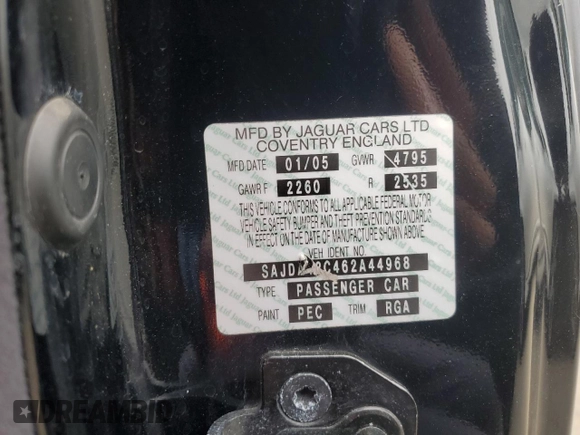 MFD BY JAGUAR CARS LTD
COVENTRY ENGLAND
MFD DATE 01/05 GVWR 4795
GAWR F 2260 R 2535
THIS VEHICLE CONFORMS TO ALL APPLICABLE FEDERAL MOTOR
VEHICLE SAFETY BUMPER AND THEFT PREVENTION STANDARDS
IN EFFECT ON THE DATE OF MANUFACTURE SHOWN ABOVE
VEH IDENT NO.
TYPE PASSENGER CAR
PAINT PEC TRIM RGA
DREAMBID